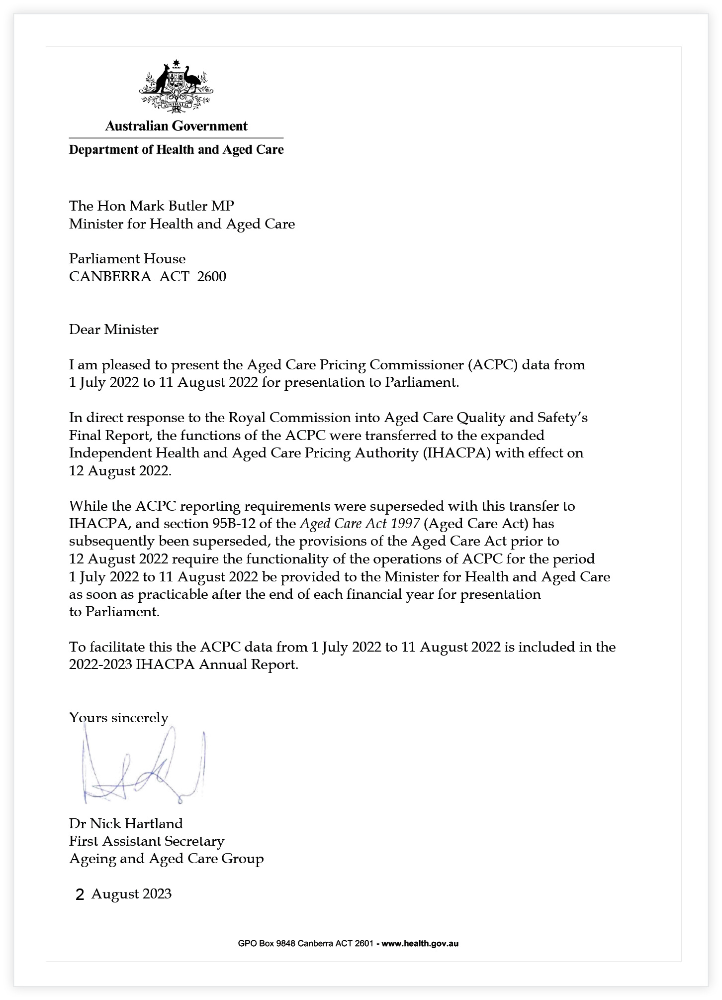 AUSTRALIA
Australian Government
Department of Health and Aged Care
The Hon Mark Butler MP
Minister for Health and Aged Care
Parliament House
CANBERRA ACT 2600
Dear Minister
I am pleased to present the Aged Care Pricing Commissioner (ACPC) data from
1 July 2022 to 11 August 2022 for presentation to Parliament.
In direct response to the Royal Commission into Aged Care Quality and Safety’s
Final Report, the functions of the ACPC were transferred to the expanded
Independent Health and Aged Care Pricing Authority (IHACPA) with effect on
12 August 2022.
While the ACPC reporting requirements were superseded with this transfer to
IHACPA, and section 95B-12 of the Aged Care Act 1997 (Aged Care Act) has
subsequently been superseded, the provisions of the Aged Care Act prior to
12 August 2022 require the functionality of the operations of ACPC for the period
1 July 2022 to 11 August 2022 be provided to the Minister for Health and Aged Care
as soon as practicable after the end of each financial year for presentation
to Parliament.
To facilitate this the ACPC data from 1 July 2022 to 11 August 2022 is included in the
2022-2023 IHACPA Annual Report.
Yours sincerely
Dr Nick Hartland
First Assistant Secretary
Ageing and Aged Care Group
2 August 2023
GPO Box 9848 Canberra ACT 2601 - www.health.gov.au